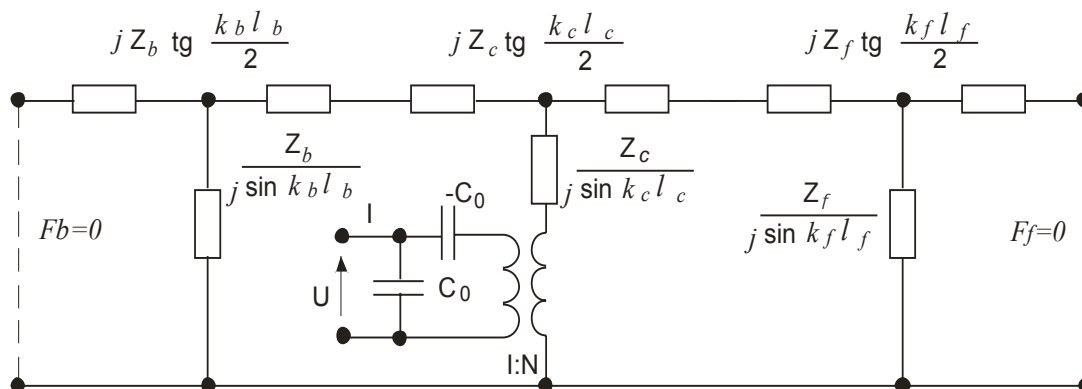 j Z_b tg k_b l_b / 2
j Z_c tg k_c l_c / 2
j Z_f tg k_f l_f / 2
Z_b / j sin k_b l_b
Z_c / j sin k_c l_c
Z_f / j sin k_f l_f
-C_0
I
Fb=0
Ff=0
U
C_0
I:N